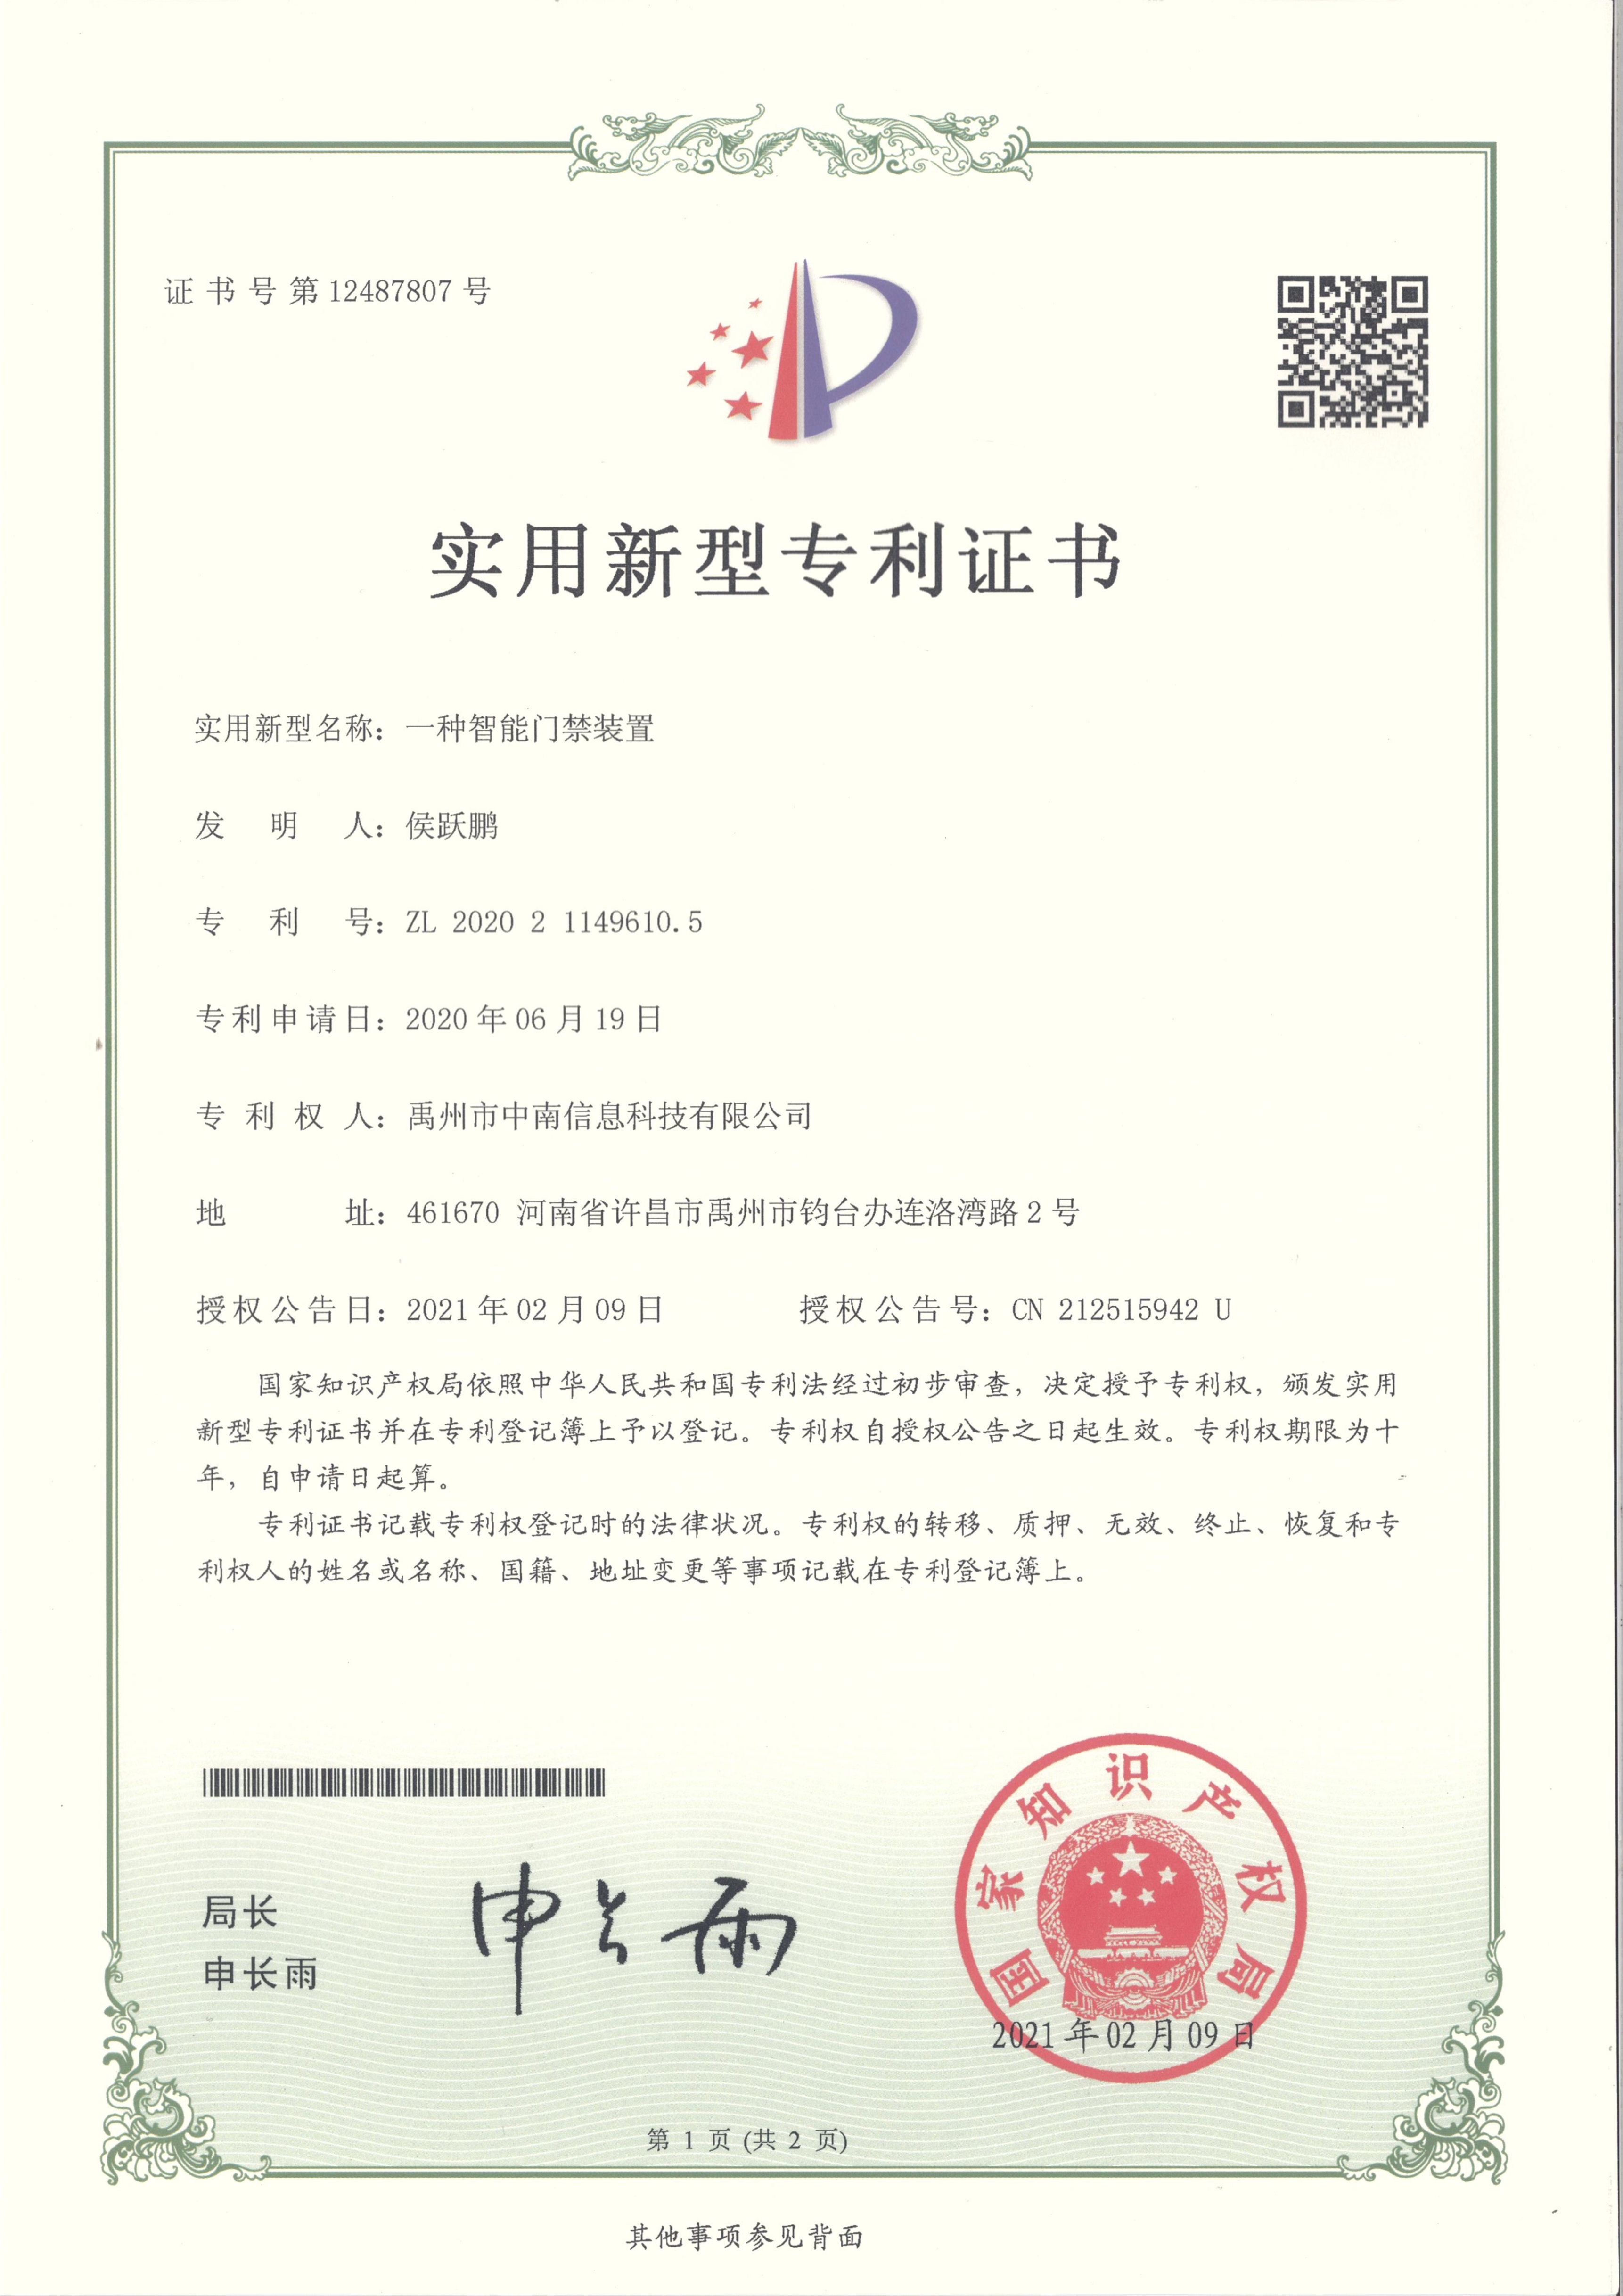 证书号第12487807号
实用新型专利证书
实用新型名称：一种智能门禁装置
发明人：侯跃鹏
专利号：ZL 2020 2 1149610.5
专利申请日：2020年06月19日
专利权人：禹州市中南信息科技有限公司
地址：461670 河南省许昌市禹州市钧台办连洛湾路2号
授权公告日：2021年02月09日 授权公告号：CN 212515942 U
国家知识产权局依照中华人民共和国专利法经过初步审查，决定授予专利权，颁发实用
新型专利证书并在专利登记簿上予以登记。专利权自授权公告之日起生效。专利权期限为十
年，自申请日起算。
专利证书记载专利权登记时的法律状况。专利权的转移、质押、无效、终止、恢复和专
利权人的姓名或名称、国籍、地址变更等事项记载在专利登记簿上。
局长
申长雨
申长雨
国家知识产权局
2021年02月09日
第 1 页 (共 2 页)
其他事项参见背面